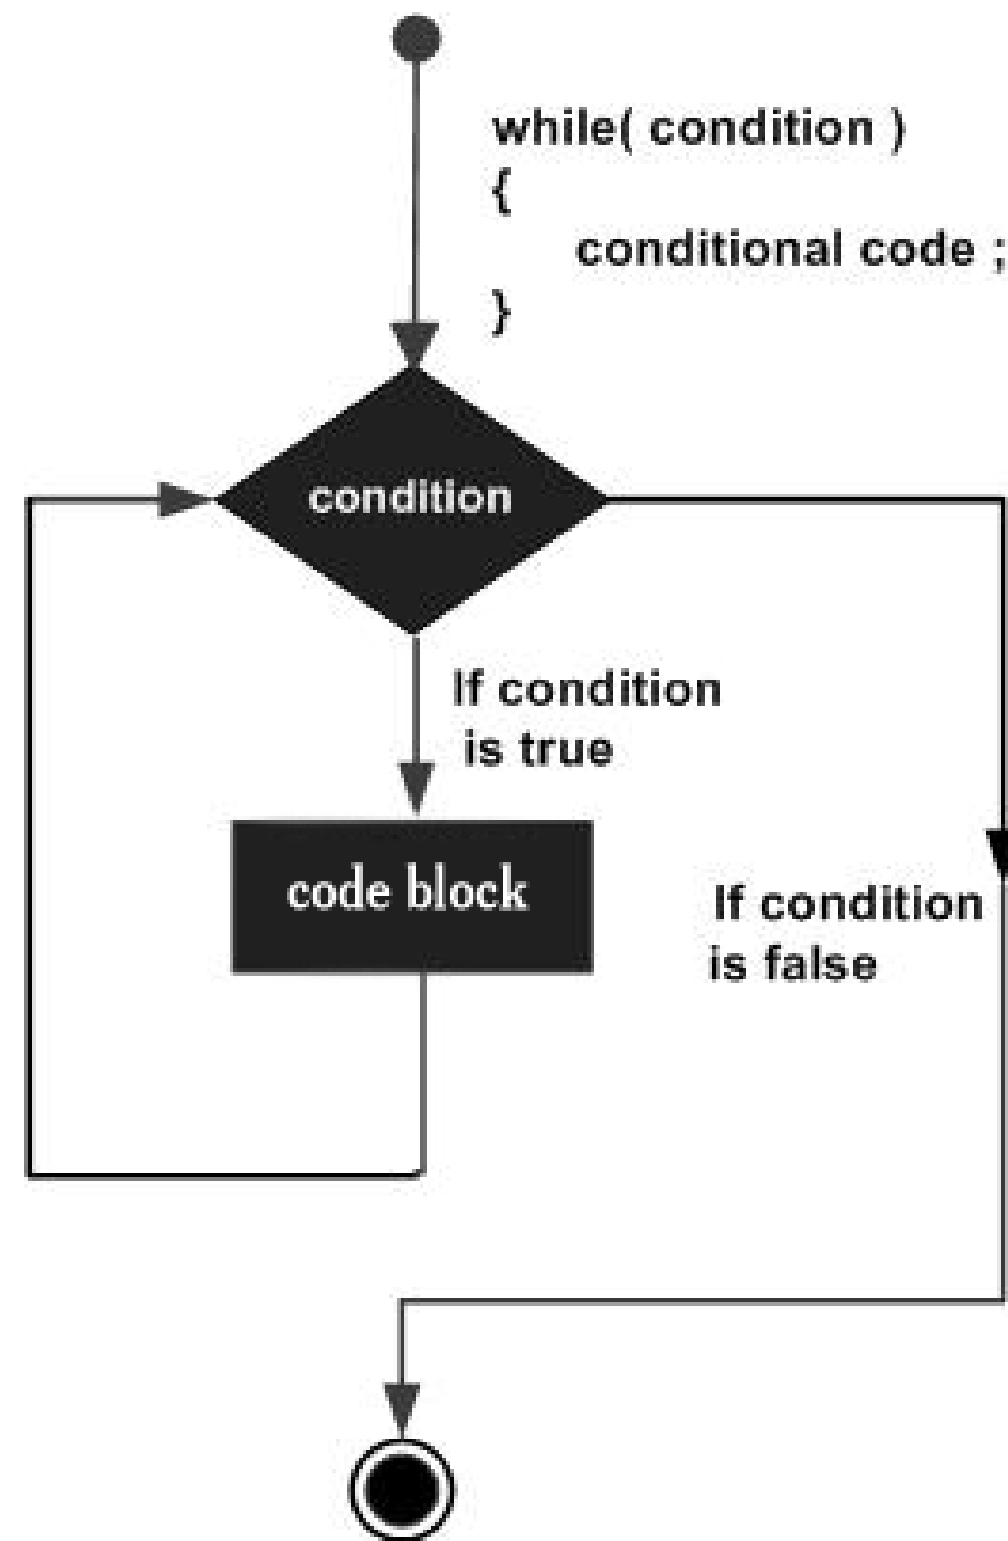 while( condition )
{
conditional code ;
}
condition
If condition
is true
code block
If condition
is false